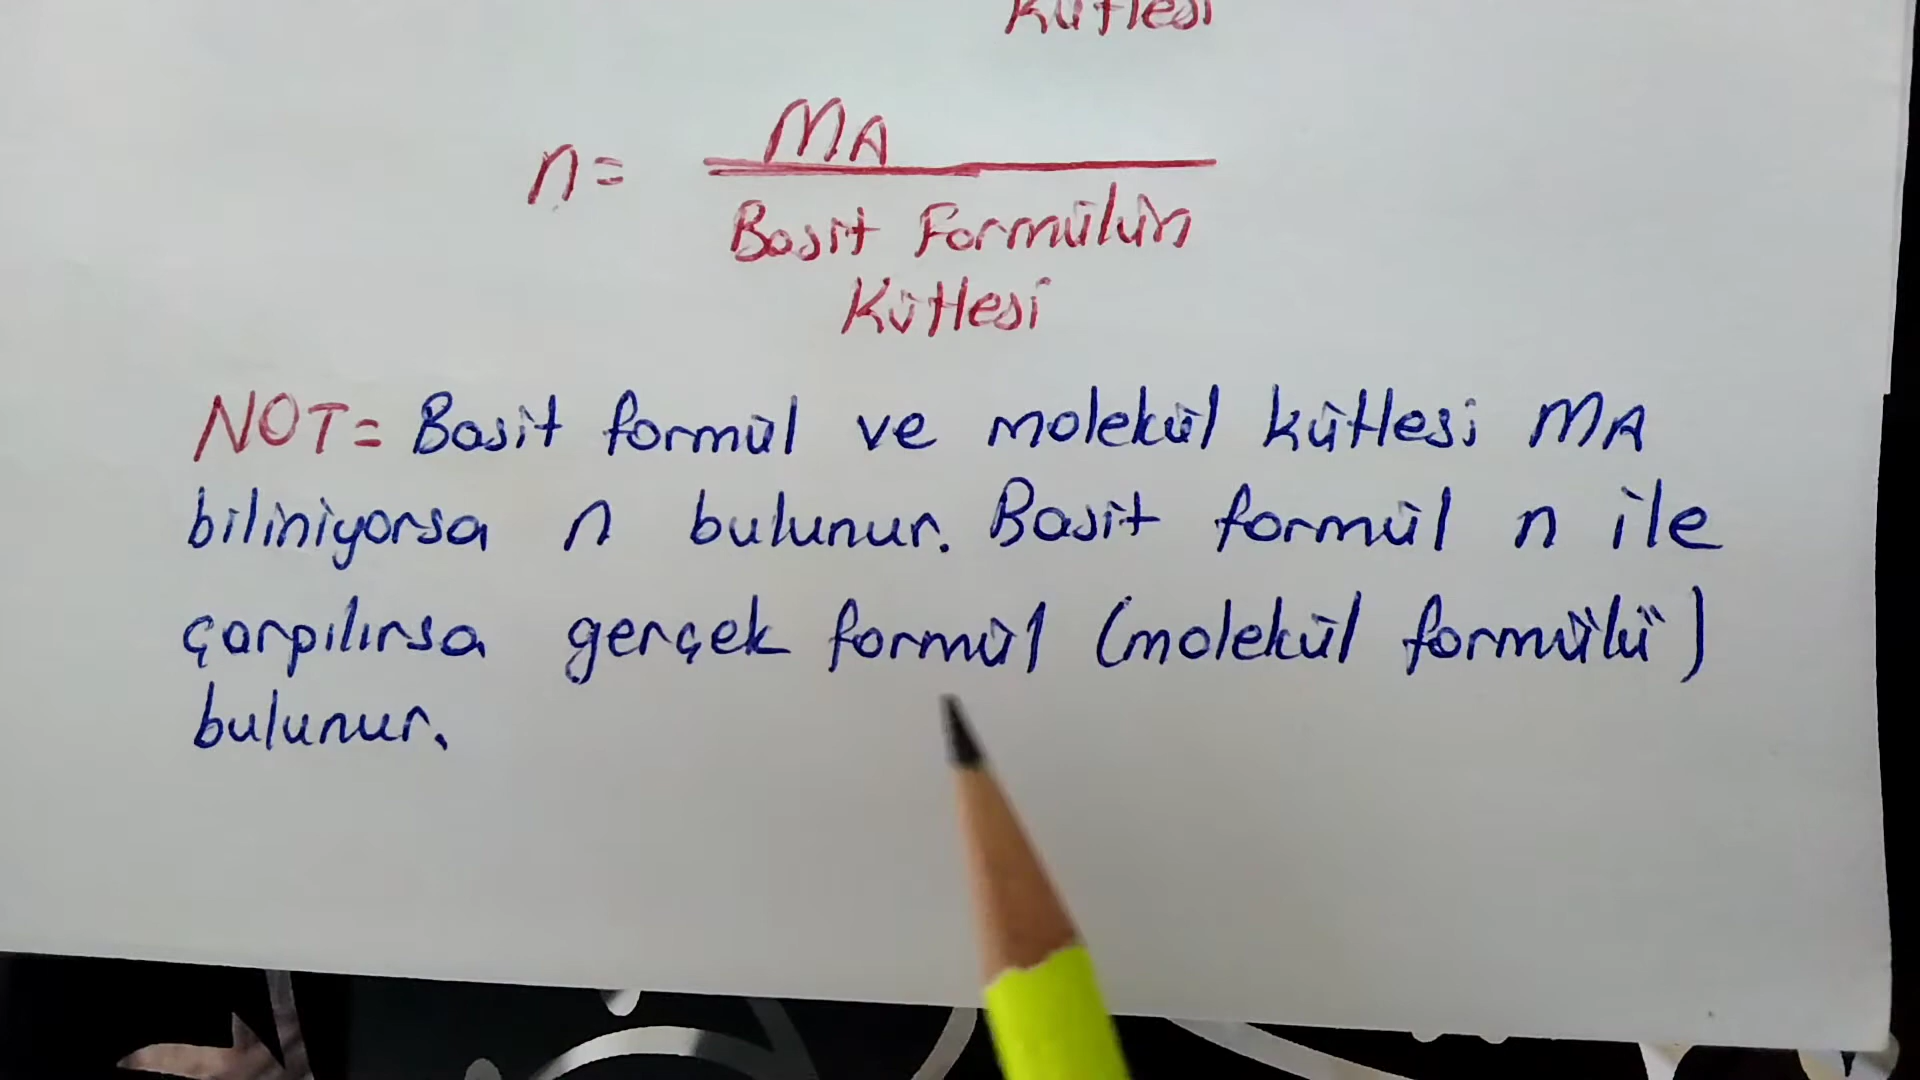 Kütlesi
n= MA
Basit Formülün
Kütlesi
NOT= Basit formül ve molekül kütlesi MA
biliniyorsa n bulunur. Basit formül n ile
çarpılırsa gerçek formül (molekül formülü)
bulunur.